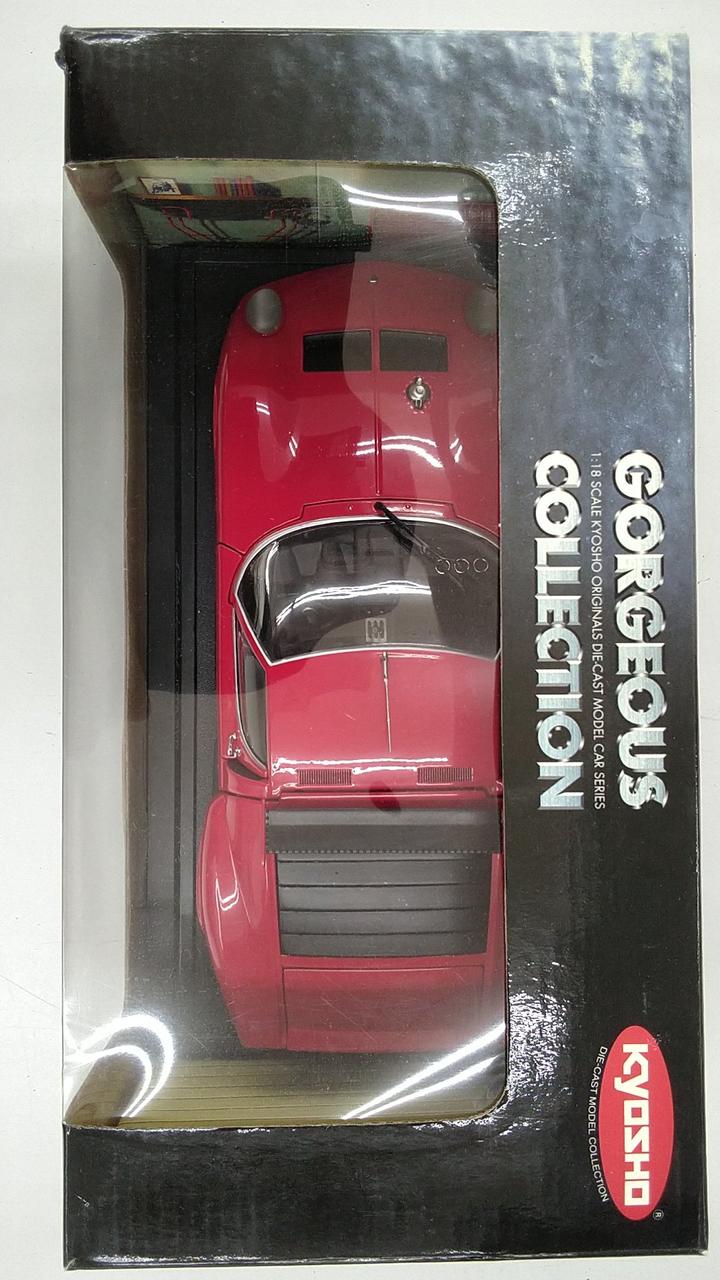 GORGEOUS
1:18 SCALE KYOSHO ORIGINALS DIE-CAST MODEL CAR SERIES
COLLECTION
KYOSHO®
DIE-CAST MODEL COLLECTION